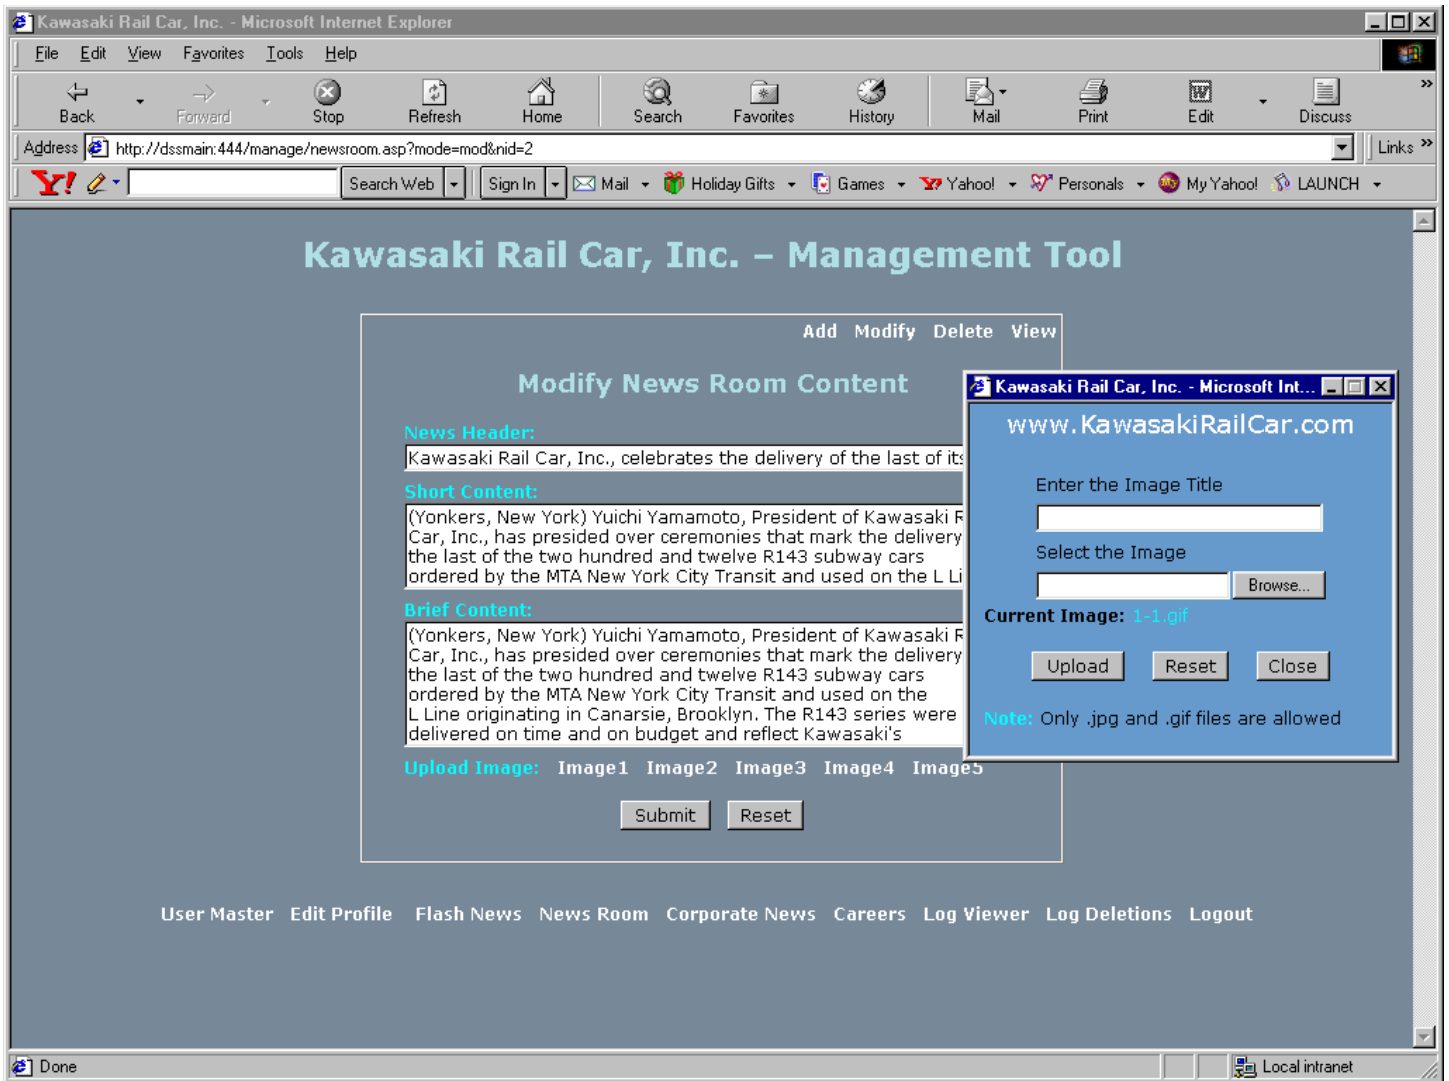 Kawasaki Rail Car, Inc. - Microsoft Internet Explorer
File Edit View Favorites Tools Help
Back Forward Stop Refresh Home Search Favorites History Mail Print Edit Discuss »
Address http://dssmain:444/manage/newsroom.asp?mode=mod&nid=2 Links »
Y! Search Web Sign In Mail Holiday Gifts Games Yahoo! Personals My Yahoo! LAUNCH
Kawasaki Rail Car, Inc. – Management Tool
Add Modify Delete View
Modify News Room Content
News Header:
Kawasaki Rail Car, Inc., celebrates the delivery of the last of its
Short Content:
(Yonkers, New York) Yuichi Yamamoto, President of Kawasaki R
Car, Inc., has presided over ceremonies that mark the delivery
the last of the two hundred and twelve R143 subway cars
ordered by the MTA New York City Transit and used on the L Li
Brief Content:
(Yonkers, New York) Yuichi Yamamoto, President of Kawasaki R
Car, Inc., has presided over ceremonies that mark the delivery
the last of the two hundred and twelve R143 subway cars
ordered by the MTA New York City Transit and used on the
L Line originating in Canarsie, Brooklyn. The R143 series were
delivered on time and on budget and reflect Kawasaki's
Upload Image: Image1 Image2 Image3 Image4 Image5
Submit Reset
Kawasaki Rail Car, Inc. - Microsoft Int...
www.KawasakiRailCar.com
Enter the Image Title
Select the Image
Browse...
Current Image: 1-1.gif
Upload Reset Close
Note: Only .jpg and .gif files are allowed
User Master Edit Profile Flash News News Room Corporate News Careers Log Viewer Log Deletions Logout
Done Local intranet